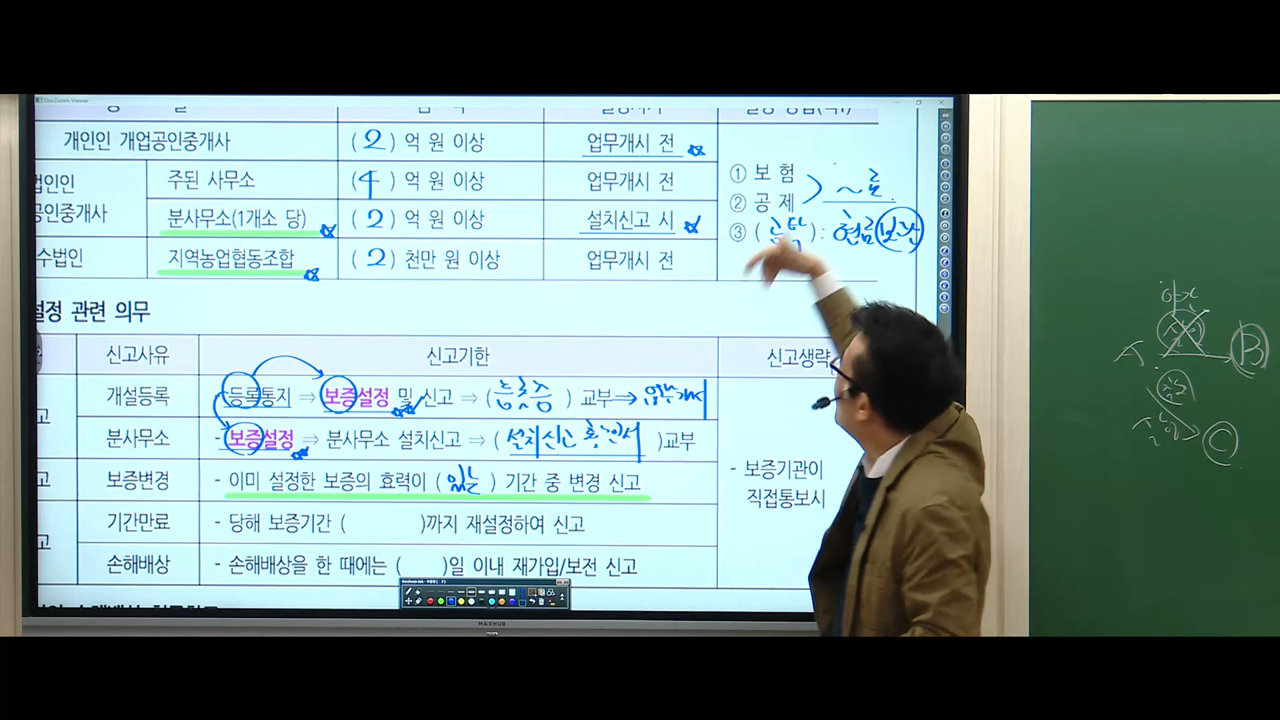 DocZoom Viewer
개인인 개업공인중개사 ( 2 ) 억 원 이상 업무개시 전
법인인 주된 사무소 ( 4 ) 억 원 이상 업무개시 전
공인중개사 분사무소(1개소 당) ( 2 ) 억 원 이상 설치신고 시
수법인 지역농업협동조합 ( 2 ) 천만 원 이상 업무개시 전
① 보 험
② 공 제 ~료
③ ( 공탁 ) : 현금 보관
설정 관련 의무
신고사유 신고기한 신고생략
개설등록 등록통지 ⇒ 보증설정 및 신고 ⇒ ( 등록증 ) 교부 → 업무개시
분사무소 - 보증설정 ⇒ 분사무소 설치신고 ⇒ ( 설치신고확인서 )교부
보증변경 - 이미 설정한 보증의 효력이 ( 있는 ) 기간 중 변경 신고
기간만료 - 당해 보증기간 ( )까지 재설정하여 신고
손해배상 - 손해배상을 한 때에는 ( )일 이내 재가입/보전 신고
- 보증기관이
직접통보시
MAXHUB
B
C